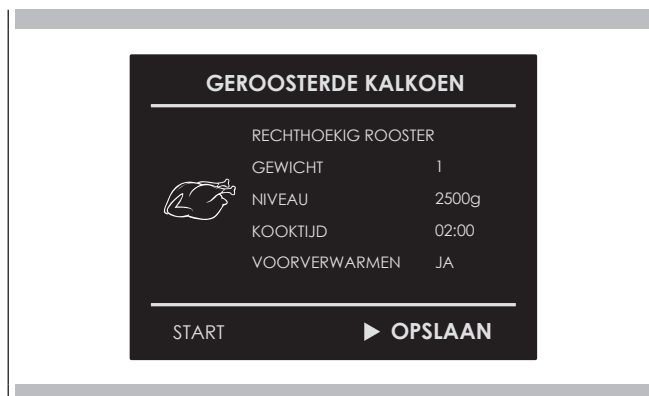 GEROOSTERDE KALKOEN
RECHTHOEKIG ROOSTER
GEWICHT 1
NIVEAU 2500g
KOOKTIJD 02:00
VOORVERWARMEN JA
START ▶ OPSLAAN